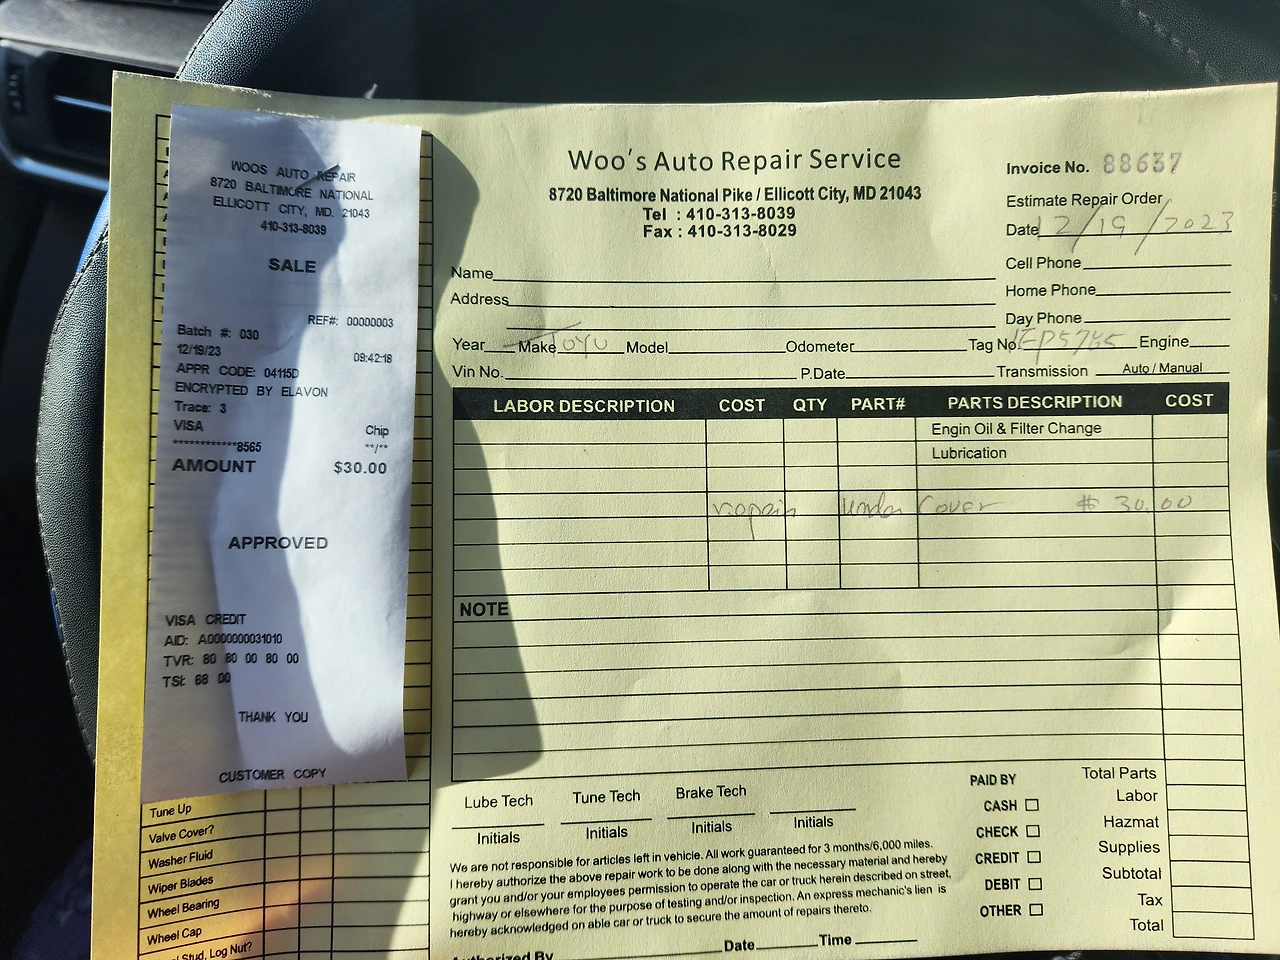 WOOS AUTO REPAIR
8720 BALTIMORE NATIONAL
ELLICOTT CITY, MD. 21043
410-313-8039
SALE
REF#: 00000003
Batch #: 030
12/19/23 09:42:18
APPR CODE: 04115D
ENCRYPTED BY ELAVON
Trace: 3
VISA Chip
************8565 **/**
AMOUNT $30.00
APPROVED
VISA CREDIT
AID: A0000000031010
TVR: 80 80 00 80 00
TSI: 68 00
THANK YOU
CUSTOMER COPY
Tune Up
Valve Cover?
Washer Fluid
Wiper Blades
Wheel Bearing
Wheel Cap
Stud, Log Nut?
Woo's Auto Repair Service
8720 Baltimore National Pike / Ellicott City, MD 21043
Tel : 410-313-8039
Fax : 410-313-8029
Invoice No. 88637
Estimate Repair Order
Date 12/19/2023
Name
Cell Phone
Address
Home Phone
Day Phone
Year Make TOYO Model Odometer Tag No. Engine
Vin No. P.Date Transmission Auto / Manual
LABOR DESCRIPTION COST QTY PART# PARTS DESCRIPTION COST
Engin Oil & Filter Change
Lubrication
repair under cover $30.00
NOTE
Lube Tech Tune Tech Brake Tech
Initials Initials Initials Initials
We are not responsible for articles left in vehicle. All work guaranteed for 3 months/6,000 miles.
I hereby authorize the above repair work to be done along with the necessary material and hereby
grant you and/or your employees permission to operate the car or truck herein described on street,
highway or elsewhere for the purpose of testing and/or inspection. An express mechanic's lien is
hereby acknowledged on able car or truck to secure the amount of repairs thereto.
Authorized By Date Time
PAID BY
CASH
CHECK
CREDIT
DEBIT
OTHER
Total Parts
Labor
Hazmat
Supplies
Subtotal
Tax
Total